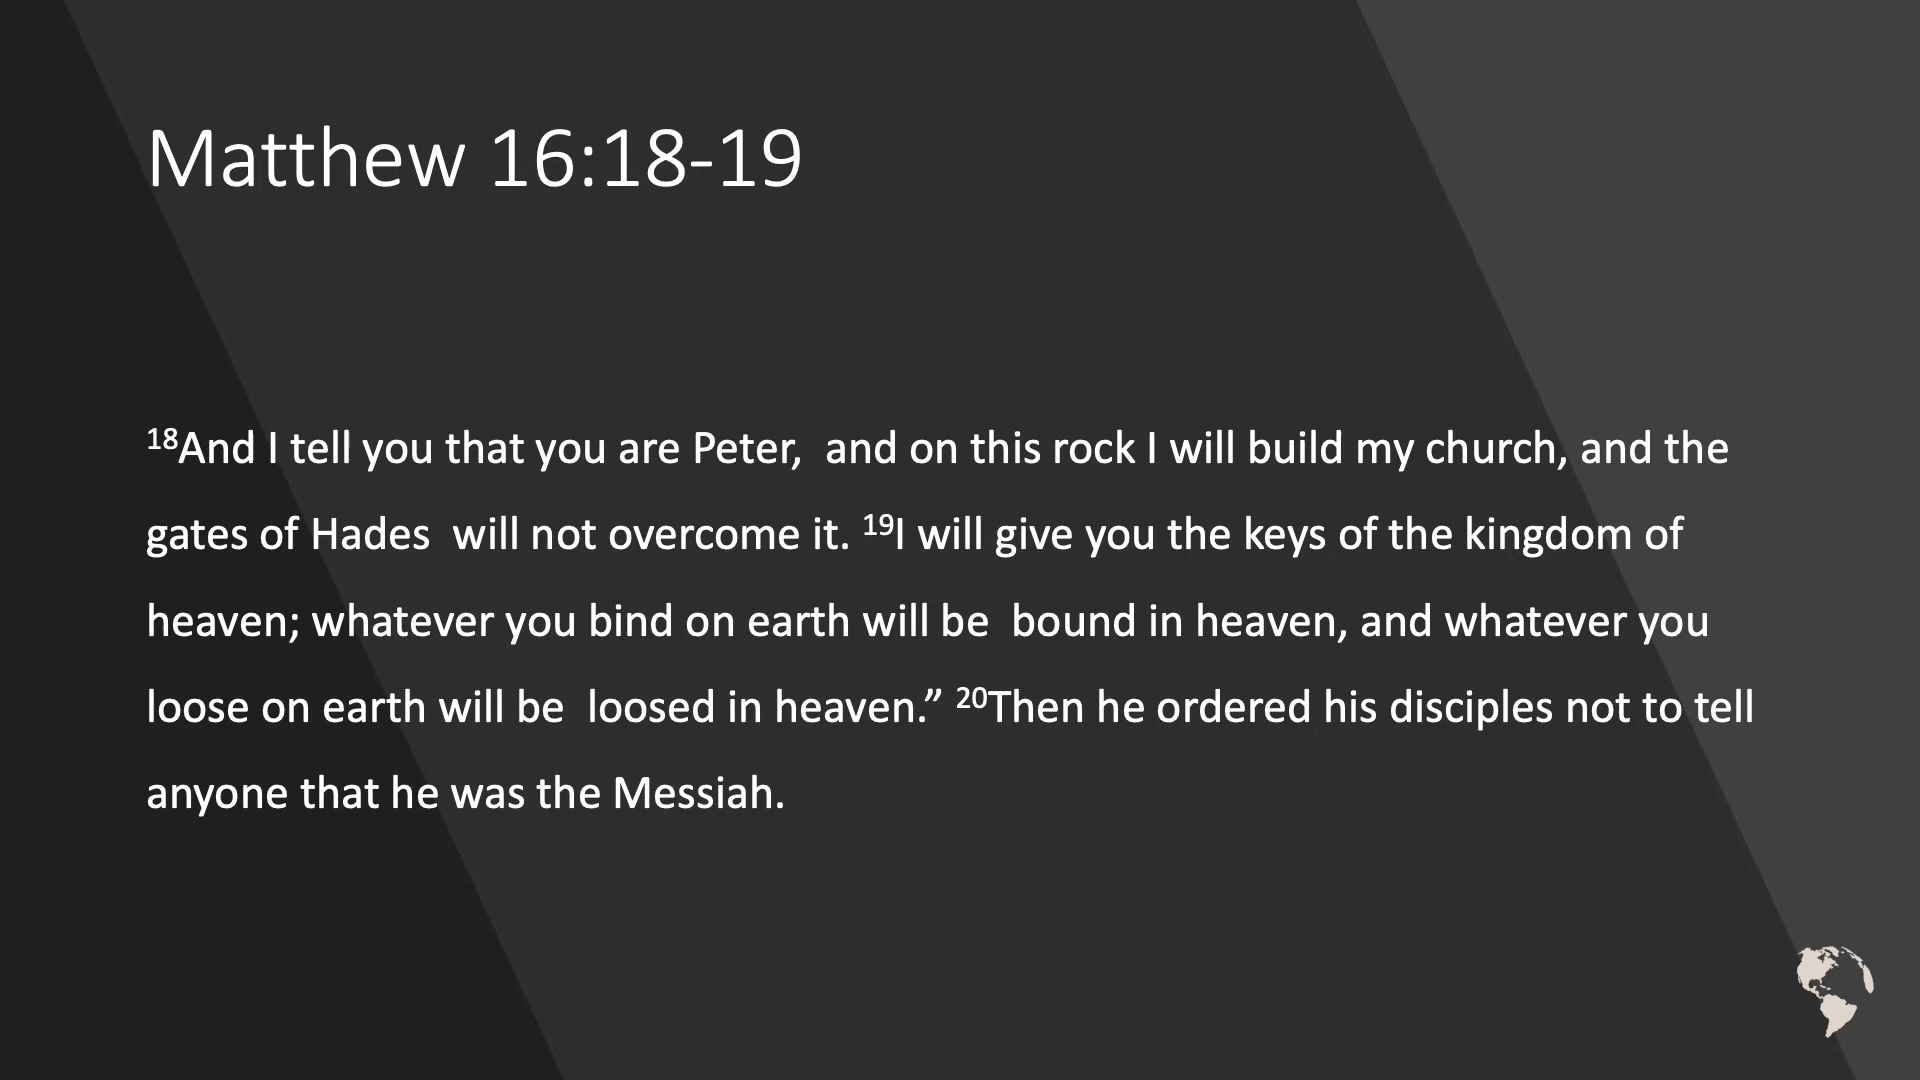 Matthew 16:18-19
18And I tell you that you are Peter,  and on this rock I will build my church, and the
gates of Hades  will not overcome it. 19I will give you the keys of the kingdom of
heaven; whatever you bind on earth will be  bound in heaven, and whatever you
loose on earth will be  loosed in heaven.” 20Then he ordered his disciples not to tell
anyone that he was the Messiah.